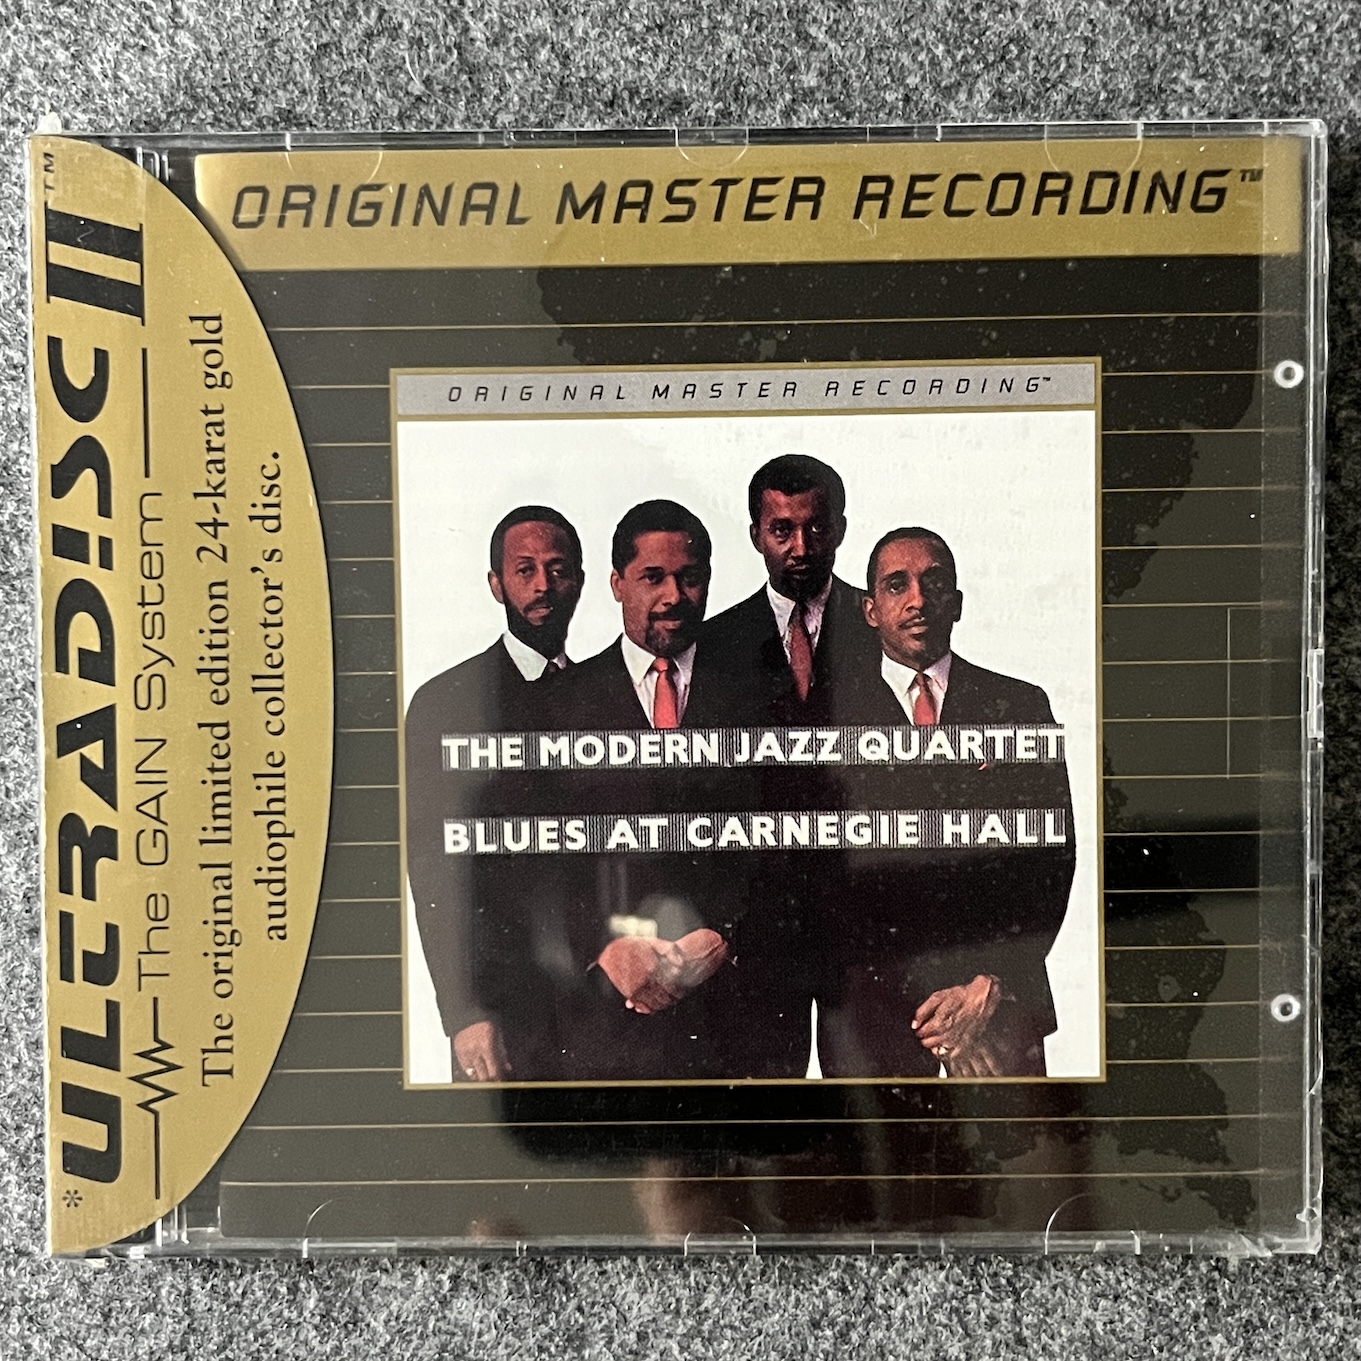 ORIGINAL MASTER RECORDING™
ORIGINAL MASTER RECORDING™
THE MODERN JAZZ QUARTET
BLUES AT CARNEGIE HALL
*ULTRADISC II™
The GAIN System
The original limited edition 24-karat gold
audiophile collector's disc.